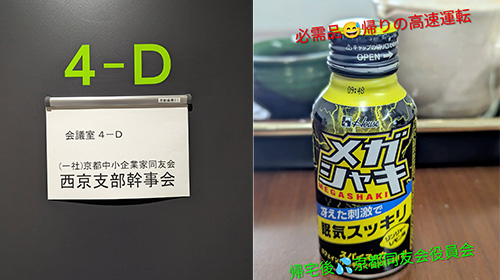 4-D
会議室 4-D
(一社)京都中小企業家同友会
西京支部幹事会
必需品😅帰りの高速運転
OPEN
09:48
House
メガ
シャキ
MEGASHAKI
冴えた刺激で
眠気スッキリ
帰宅後💦京都同友会役員会